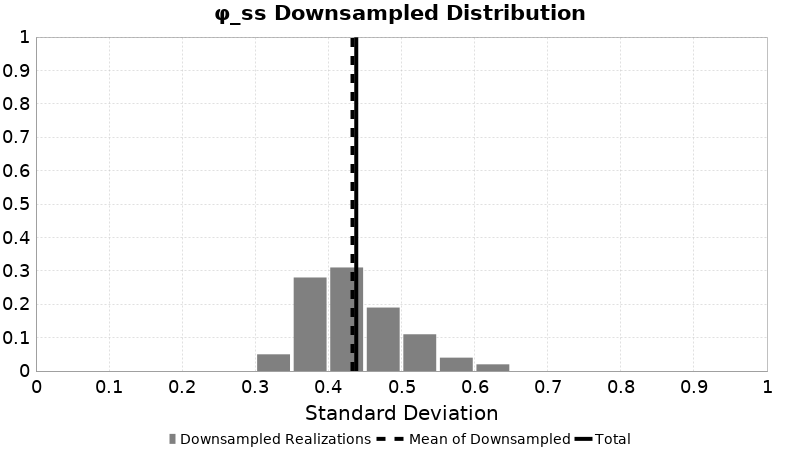 φ_ss Downsampled Distribution
1
0.9
0.8
0.7
0.6
0.5
0.4
0.3
0.2
0.1
0
0 0.1 0.2 0.3 0.4 0.5 0.6 0.7 0.8 0.9 1
Standard Deviation
Downsampled Realizations Mean of Downsampled Total